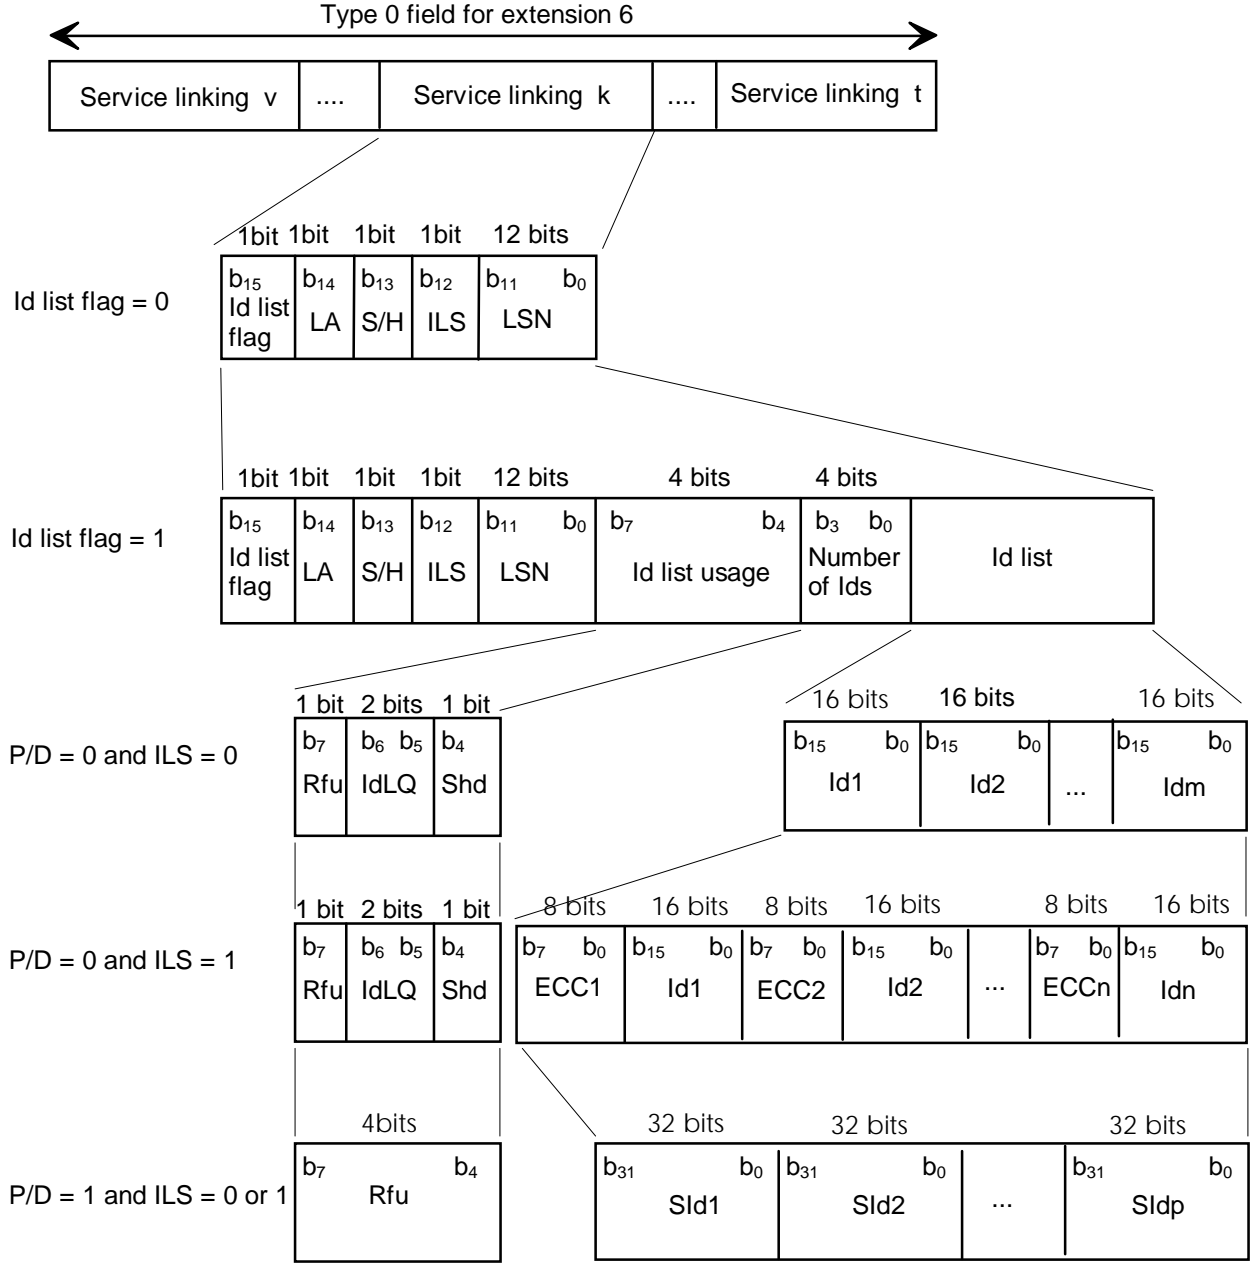 Type 0 field for extension 6
Service linking v .... Service linking k .... Service linking t
1bit 1bit 1bit 1bit 12 bits
b15 b14 b13 b12 b11 b0
Id list flag = 0
Id list flag LA S/H ILS LSN
1bit 1bit 1bit 1bit 12 bits 4 bits 4 bits
b15 b14 b13 b12 b11 b0 b7 b4 b3 b0
Id list flag = 1
Id list flag LA S/H ILS LSN Id list usage Number of Ids Id list
1 bit 2 bits 1 bit 16 bits 16 bits 16 bits
b7 b6 b5 b4 b15 b0 b15 b0 b15 b0
P/D = 0 and ILS = 0
Rfu IdLQ Shd Id1 Id2 ... Idm
1 bit 2 bits 1 bit 8 bits 16 bits 8 bits 16 bits 8 bits 16 bits
b7 b6 b5 b4 b7 b0 b15 b0 b7 b0 b15 b0 b7 b0 b15 b0
P/D = 0 and ILS = 1
Rfu IdLQ Shd ECC1 Id1 ECC2 Id2 ... ECCn Idn
4bits 32 bits 32 bits 32 bits
b7 b4 b31 b0 b31 b0 b31 b0
P/D = 1 and ILS = 0 or 1
Rfu SId1 SId2 ... SIdp